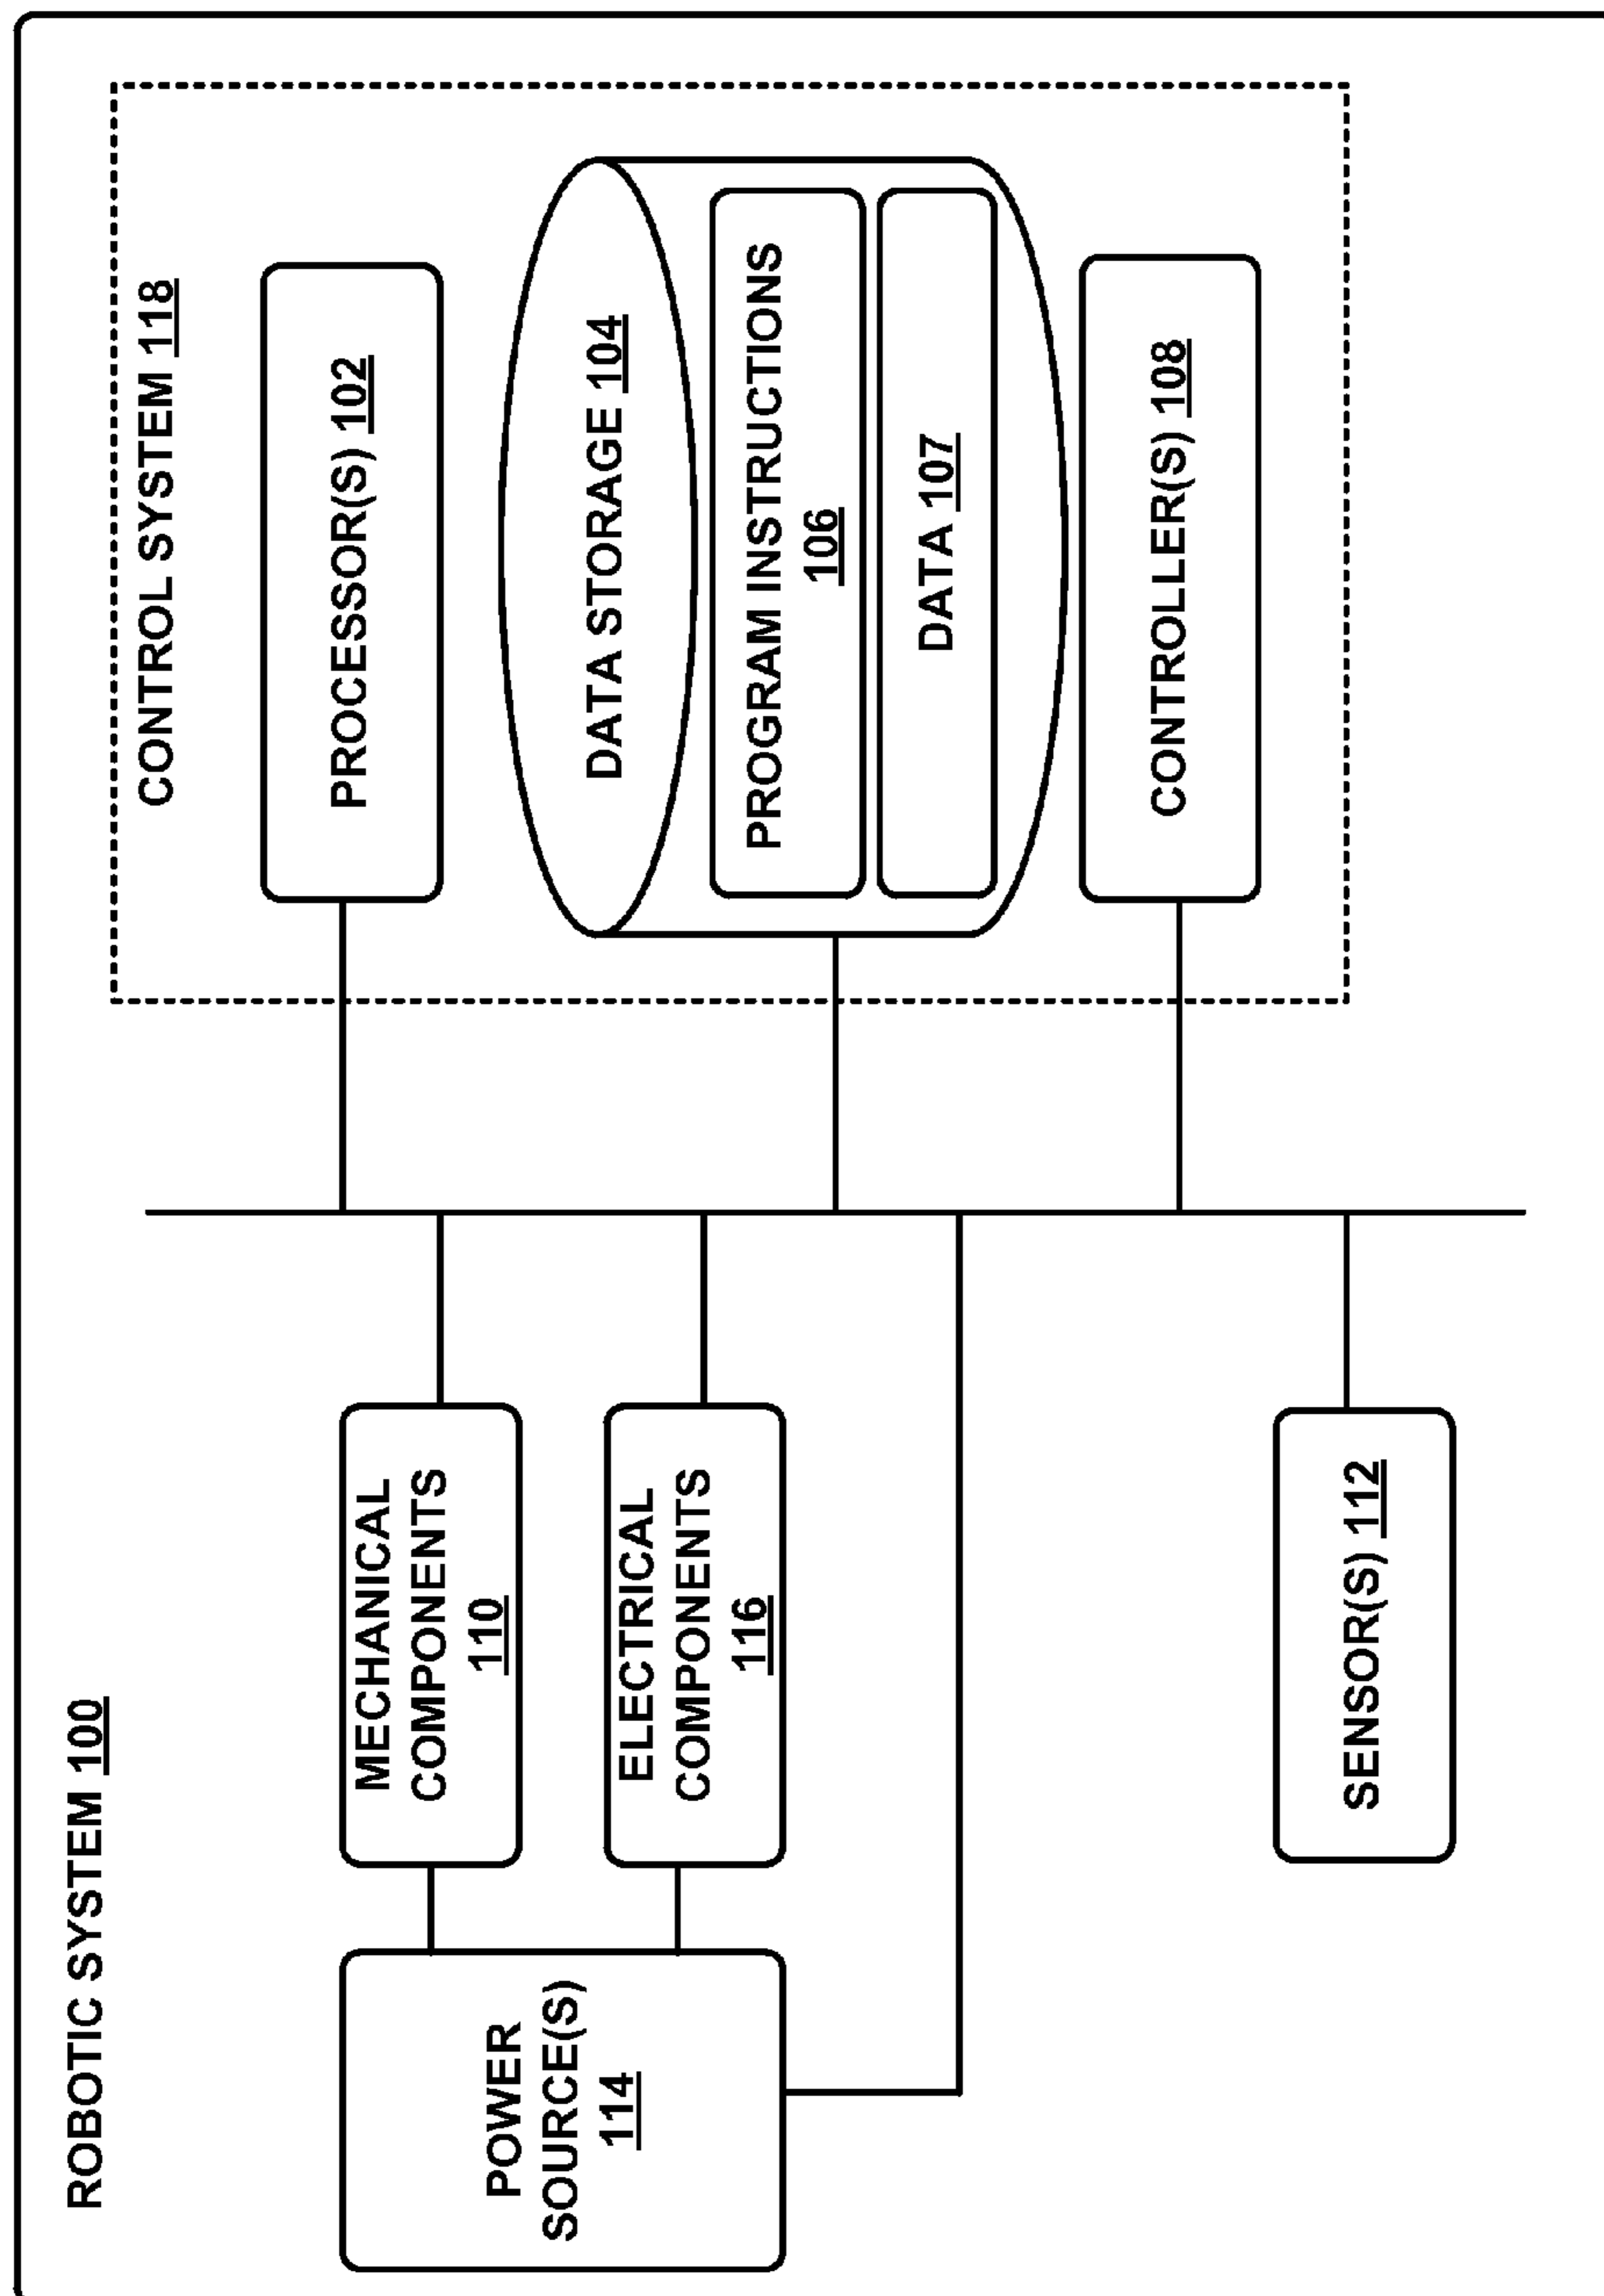 ROBOTIC SYSTEM 100
CONTROL SYSTEM 118
PROCESSOR(S) 102
DATA STORAGE 104
PROGRAM INSTRUCTIONS
106
DATA 107
CONTROLLER(S) 108
MECHANICAL
COMPONENTS
110
ELECTRICAL
COMPONENTS
116
POWER
SOURCE(S)
114
SENSOR(S) 112